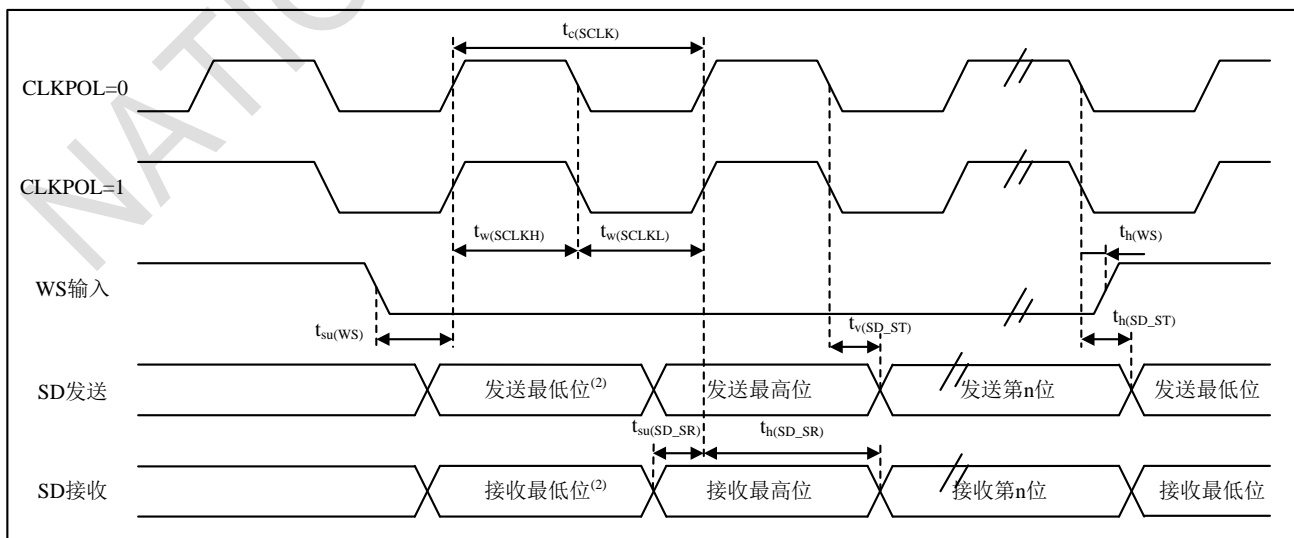 NATIO
t_c(SCLK)
CLKPOL=0
CLKPOL=1
t_w(SCLKH)
t_w(SCLKL)
t_h(WS)
WS输入
t_su(WS)
t_v(SD_ST)
t_h(SD_ST)
SD发送
发送最低位(2)
发送最高位
发送第n位
发送最低位
t_su(SD_SR)
t_h(SD_SR)
SD接收
接收最低位(2)
接收最高位
接收第n位
接收最低位